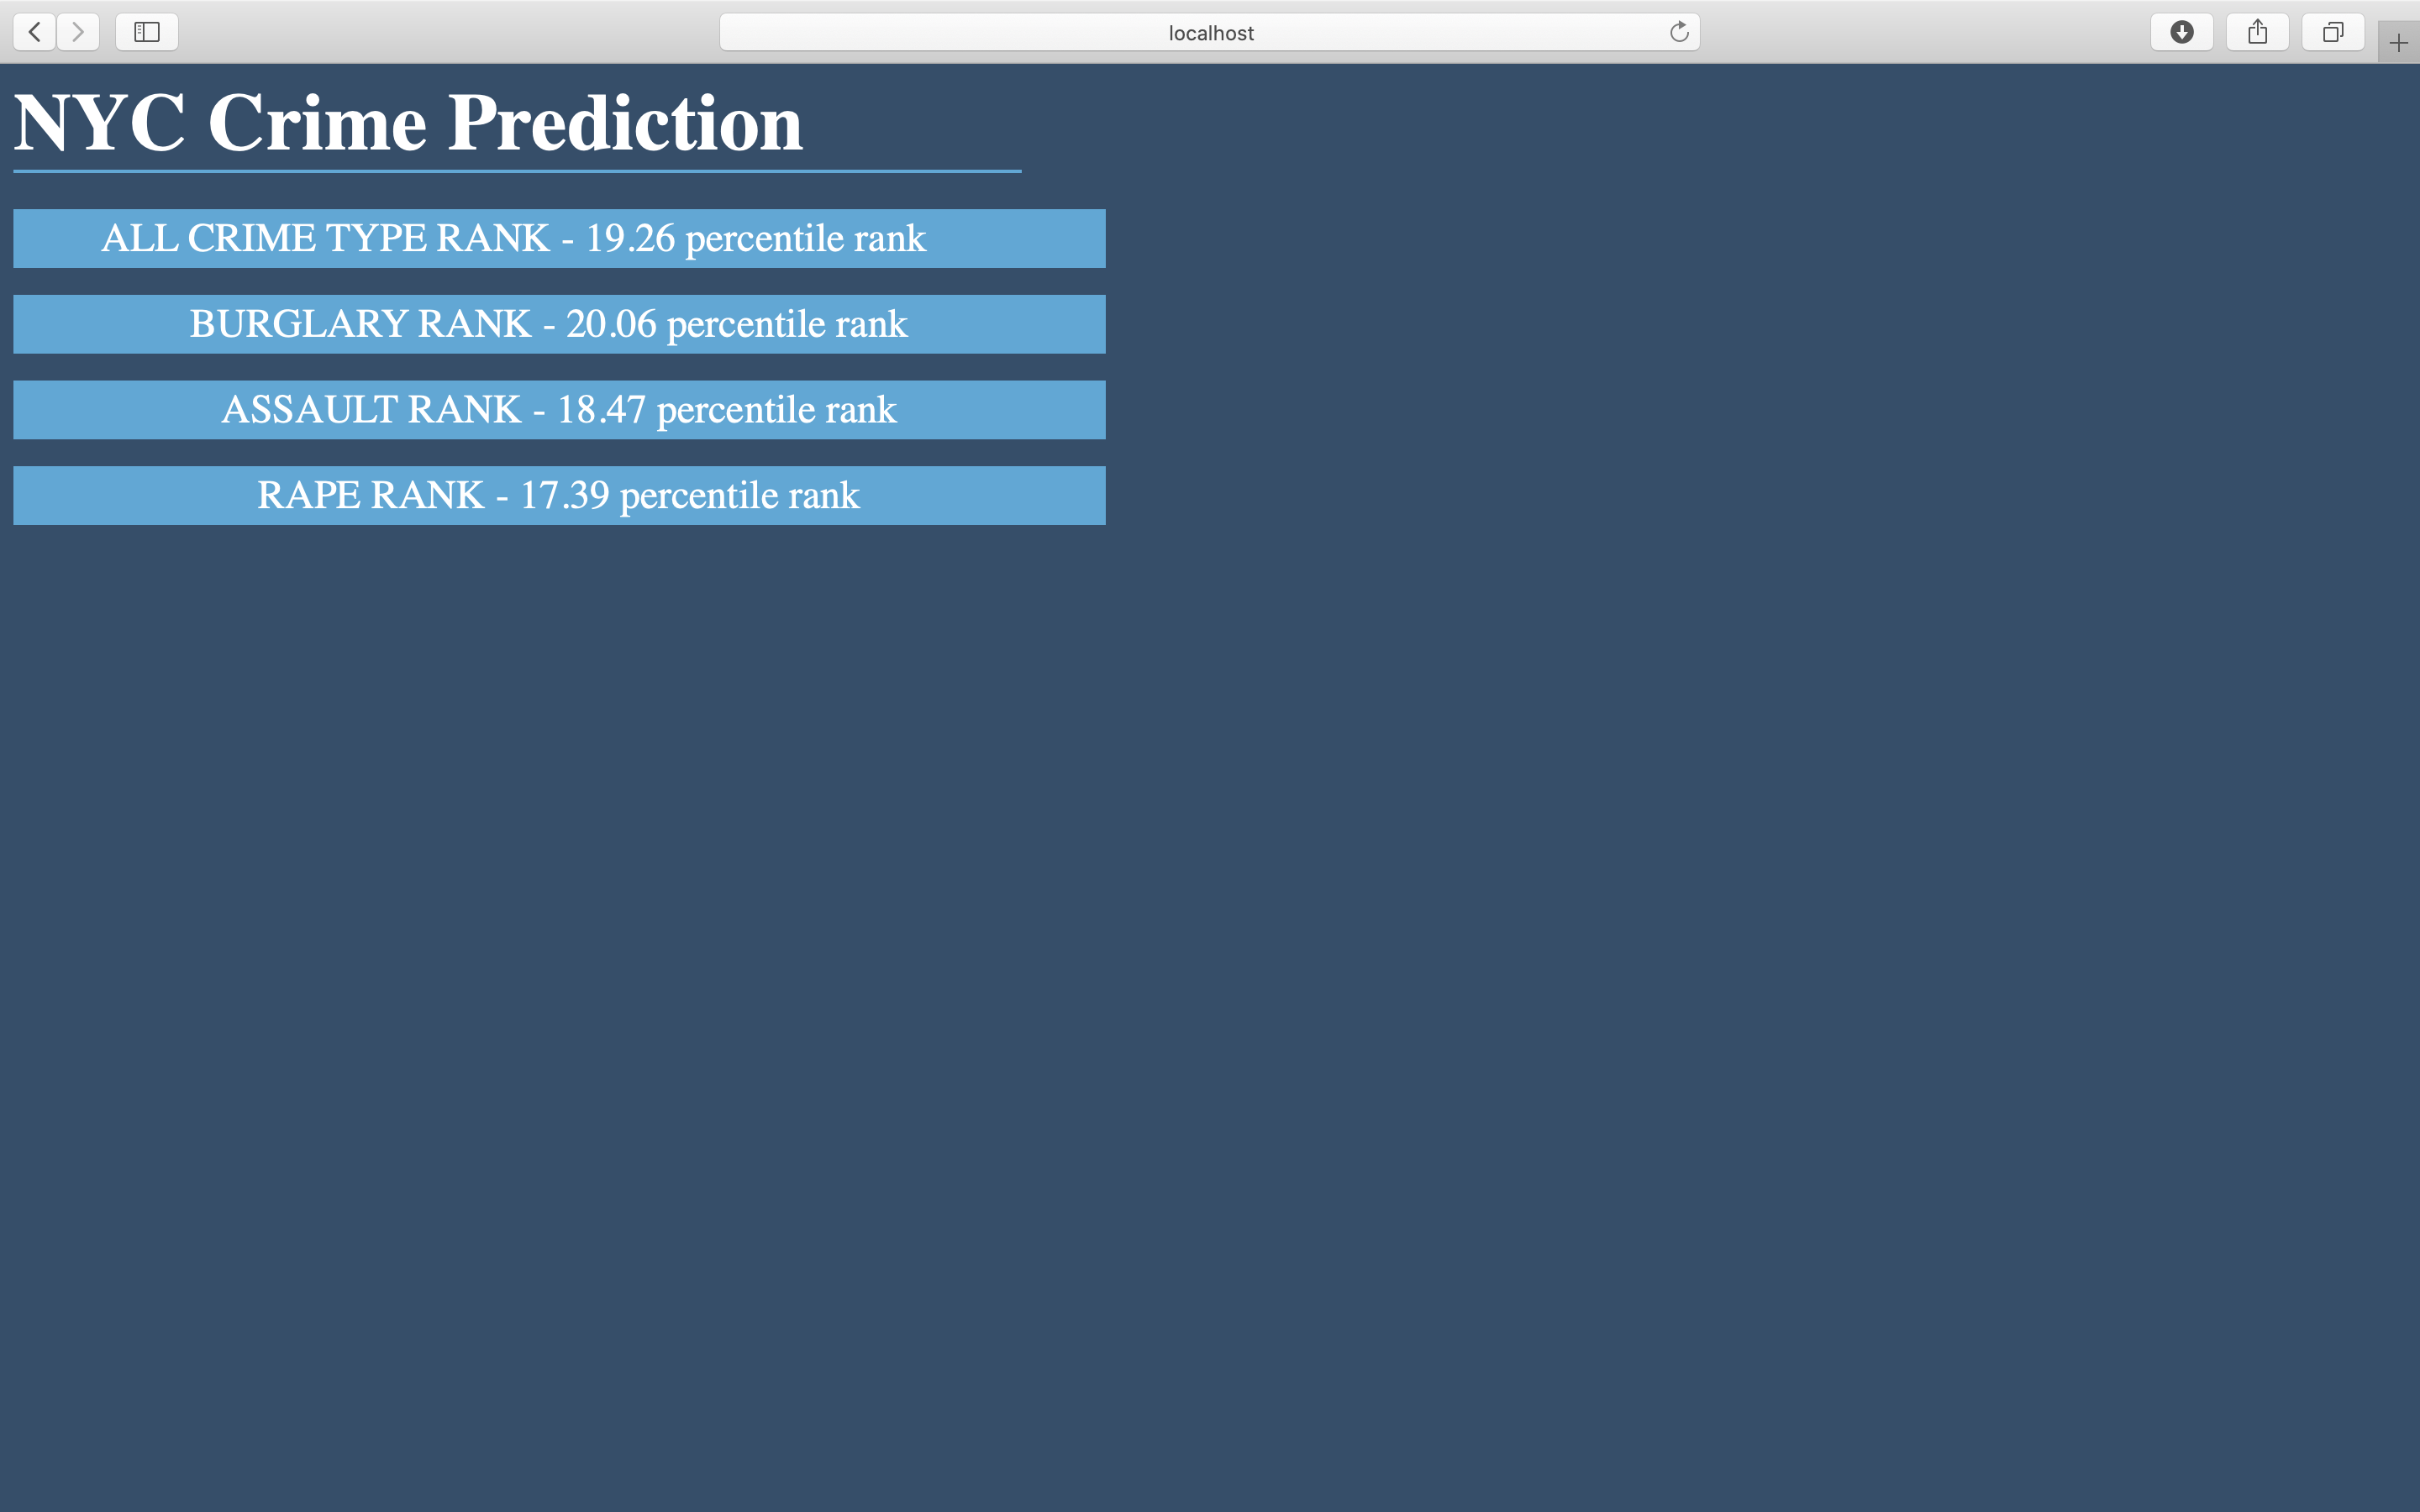 localhost
NYC Crime Prediction
ALL CRIME TYPE RANK - 19.26 percentile rank
BURGLARY RANK - 20.06 percentile rank
ASSAULT RANK - 18.47 percentile rank
RAPE RANK - 17.39 percentile rank